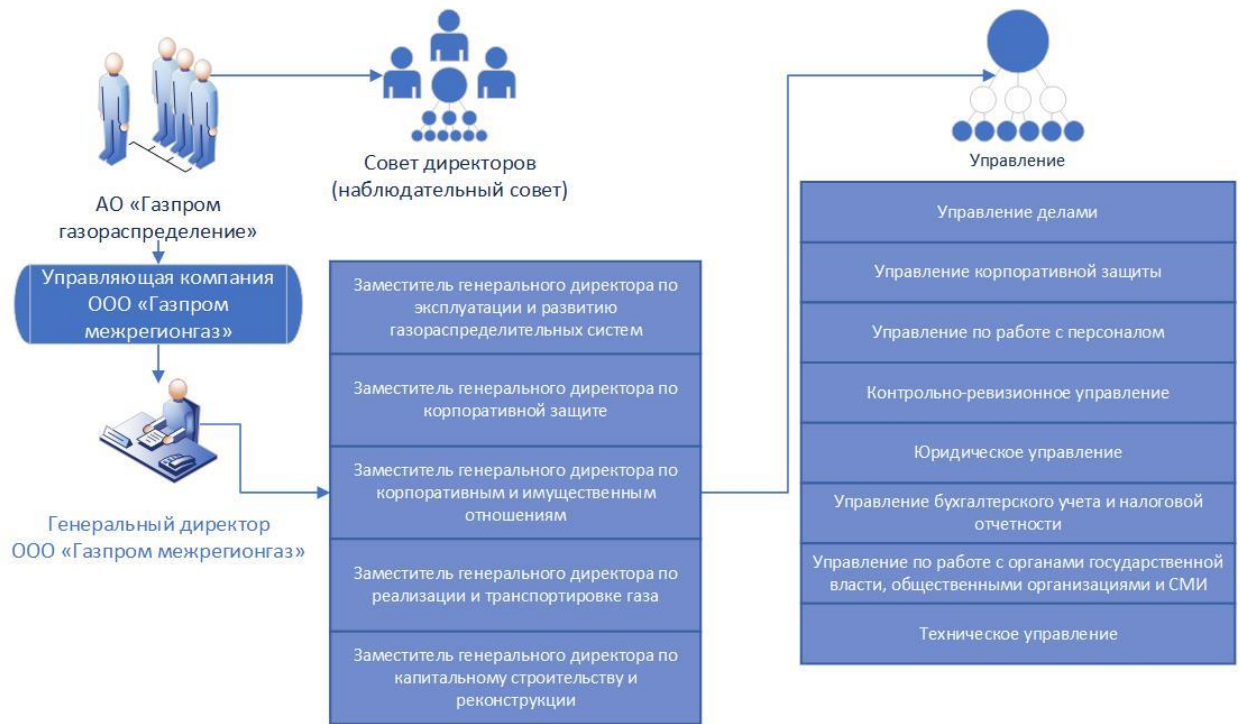 Совет директоров
(наблюдательный совет)
АО «Газпром
газораспределение»
Управляющая компания
ООО «Газпром
межрегионгаз»
Генеральный директор
ООО «Газпром межрегионгаз»
Заместитель генерального директора по
эксплуатации и развитию
газораспределительных систем
Заместитель генерального директора по
корпоративной защите
Заместитель генерального директора по
корпоративным и имущественным
отношениям
Заместитель генерального директора по
реализации и транспортировке газа
Заместитель генерального директора по
капитальному строительству и
реконструкции
Управление
Управление делами
Управление корпоративной защиты
Управление по работе с персоналом
Контрольно-ревизионное управление
Юридическое управление
Управление бухгалтерского учета и налоговой
отчетности
Управление по работе с органами государственной
власти, общественными организациями и СМИ
Техническое управление